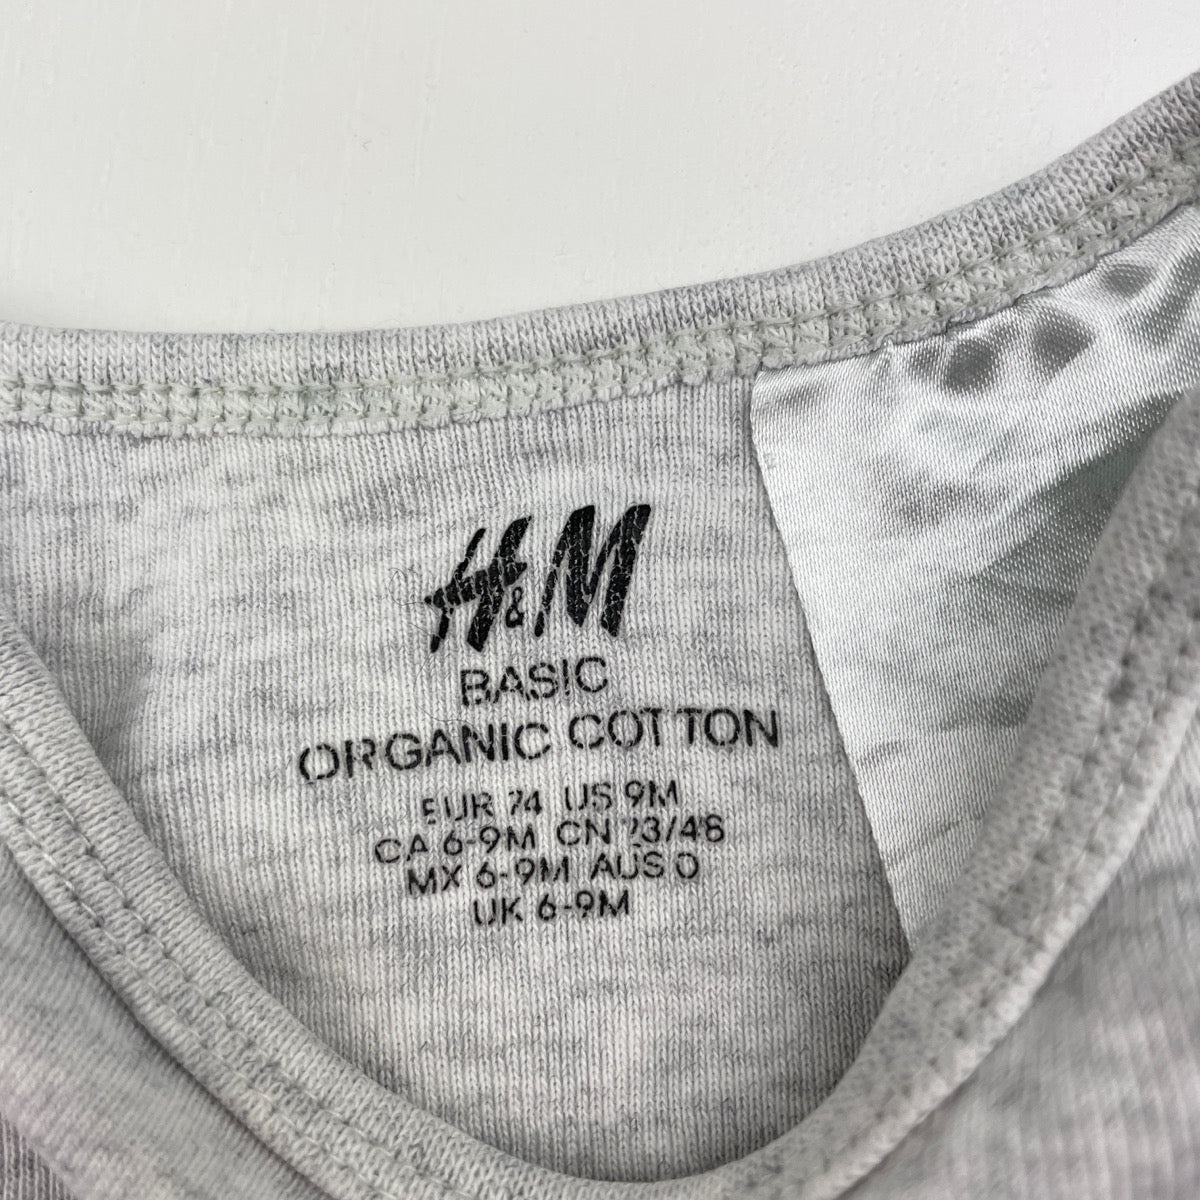 H&M
BASIC
ORGANIC COTTON
EUR 74 US 9M
CA 6-9M CN 73/48
MX 6-9M AUS 0
UK 6-9M